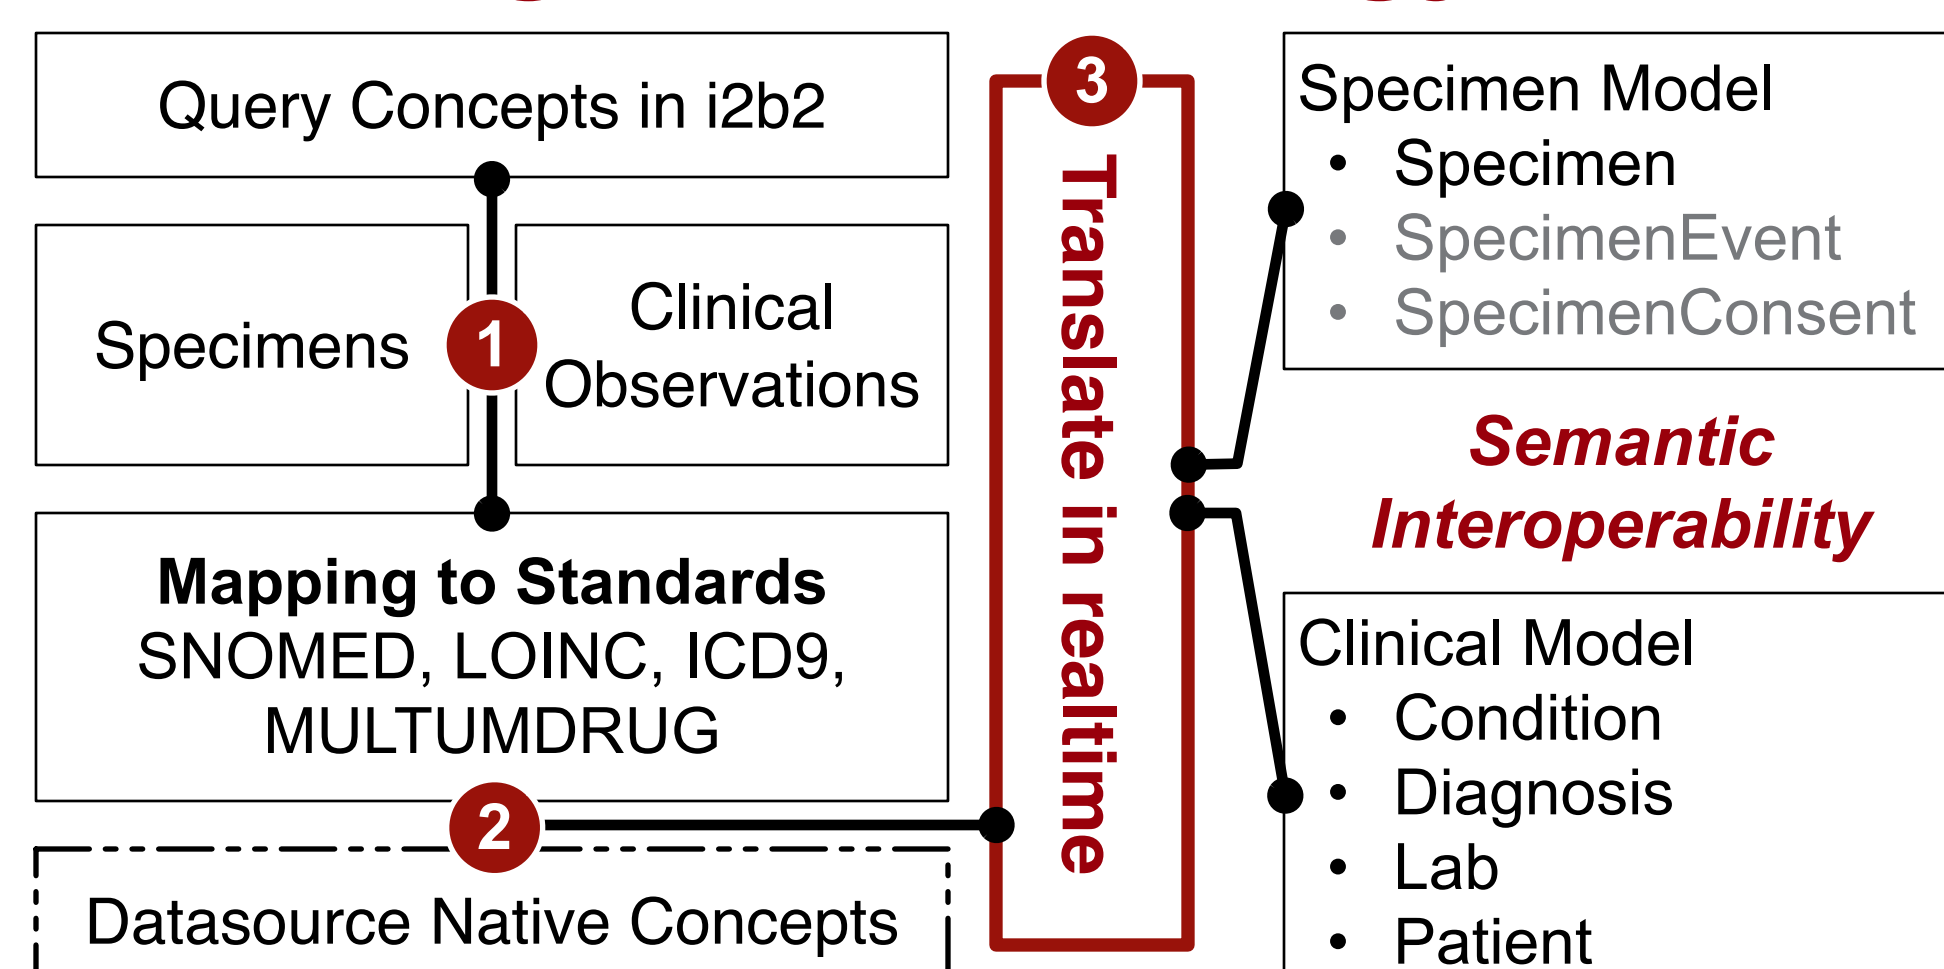 Query Concepts in i2b2
Specimens
1
Clinical
Observations
Mapping to Standards
SNOMED, LOINC, ICD9,
MULTUMDRUG
2
Datasource Native Concepts
3
Translate in realtime
Specimen Model
• Specimen
• SpecimenEvent
• SpecimenConsent
Semantic
Interoperability
Clinical Model
• Condition
• Diagnosis
• Lab
• Patient